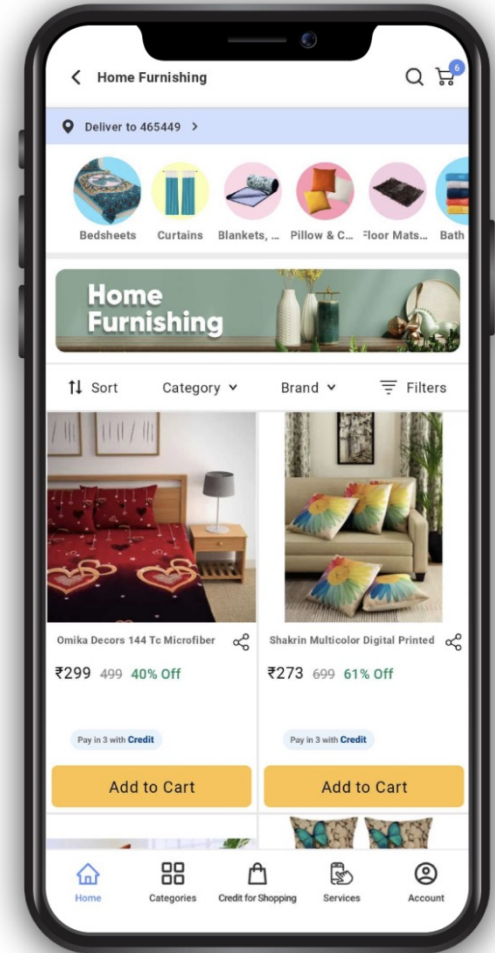 Home Furnishing
6
Deliver to 465449 >
Bedsheets Curtains Blankets, ... Pillow & C... Floor Mats... Bath
Home
Furnishing
Sort Category Brand Filters
Omika Decors 144 Tc Microfiber
₹299 499 40% Off
Pay in 3 with Credit
Add to Cart
Shakrin Multicolor Digital Printed
₹273 699 61% Off
Pay in 3 with Credit
Add to Cart
Home Categories Credit for Shopping Services Account